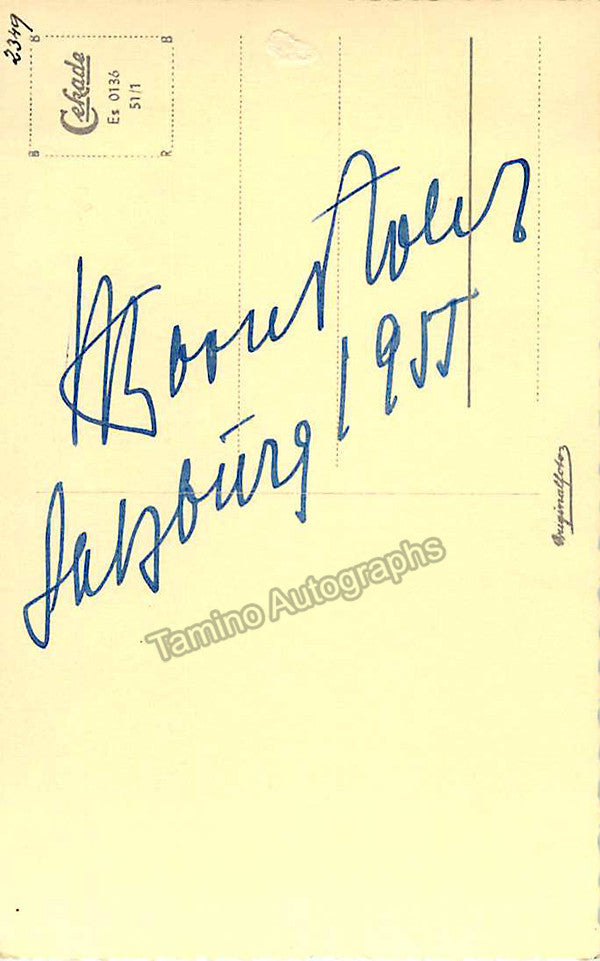 2349
B B
Cekade
Es 0136
51/1
B R
Salzburg 1955
Originalfoto
Tamino Autographs